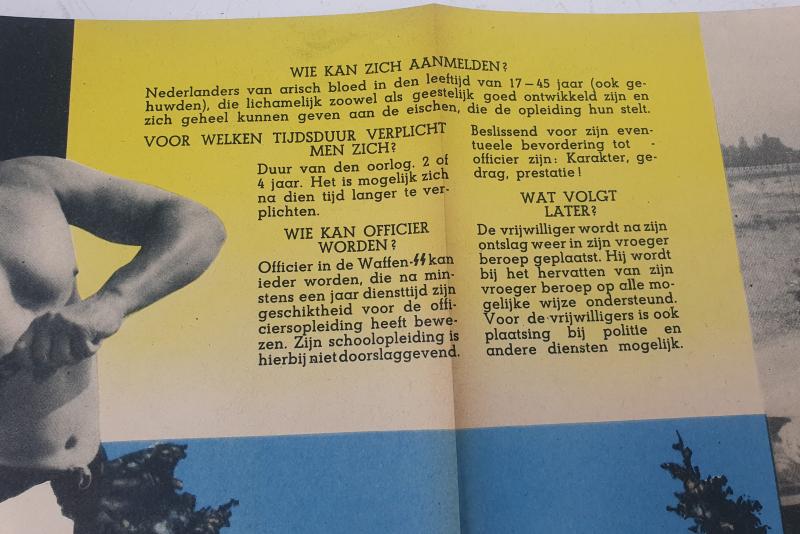 WIE KAN ZICH AANMELDEN?
Nederlanders van arisch bloed in den leeftijd van 17—45 jaar (ook ge-
huwden), die lichamelijk zoowel als geestelijk goed ontwikkeld zijn en
zich geheel kunnen geven aan de eischen, die de opleiding hun stelt.
VOOR WELKEN TIJDSDUUR VERPLICHT
MEN ZICH?
Duur van den oorlog. 2 of
4 jaar. Het is mogelijk zich
na dien tijd langer te ver-
plichten.
WIE KAN OFFICIER
WORDEN?
Officier in de Waffen-ᛋᛋ kan
ieder worden, die na min-
stens een jaar diensttijd zijn
geschiktheid voor de offi-
ciersopleiding heeft bewe-
zen. Zijn schoolopleiding is
hierbij niet doorslaggevend.
Beslissend voor zijn even-
tueele bevordering tot
officier zijn: Karakter, ge-
drag, prestatie!
WAT VOLGT
LATER?
De vrijwilliger wordt na zijn
ontslag weer in zijn vroeger
beroep geplaatst. Hij wordt
bij het hervatten van zijn
vroeger beroep op alle mo-
gelijke wijze ondersteund.
Voor de vrijwilligers is ook
plaatsing bij politie en
andere diensten mogelijk.